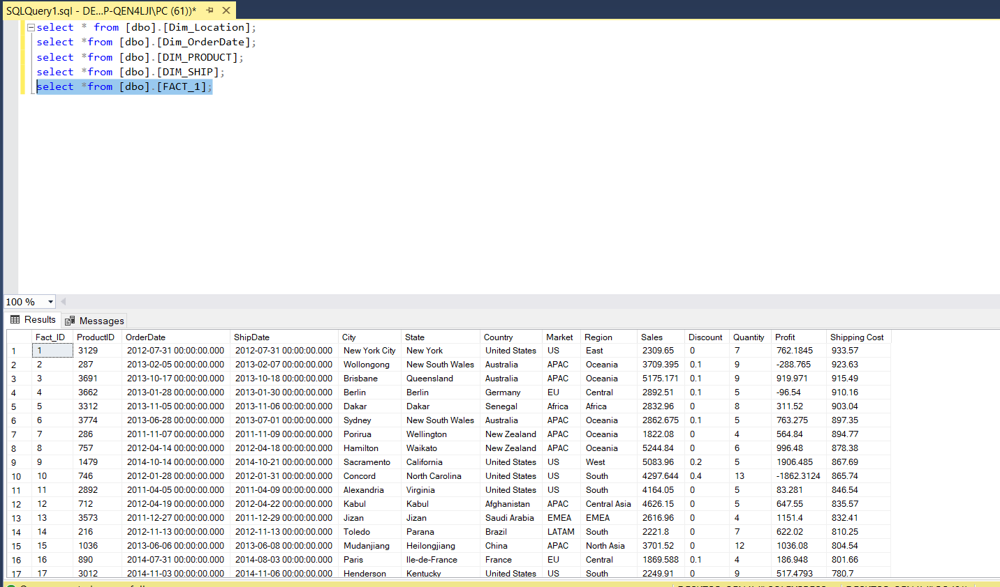 SQLQuery1.sql - DE...P-QEN4LJI\PC (61))*
select * from [dbo].[Dim_Location];
select *from [dbo].[Dim_OrderDate];
select *from [dbo].[DIM_PRODUCT];
select *from [dbo].[DIM_SHIP];
select *from [dbo].[FACT_1];
100 %
Results Messages
Fact_ID ProductID OrderDate ShipDate City State Country Market Region Sales Discount Quantity Profit Shipping Cost
1 1 3129 2012-07-31 00:00:00.000 2012-07-31 00:00:00.000 New York City New York United States US East 2309.65 0 7 762.1845 933.57
2 2 287 2013-02-05 00:00:00.000 2013-02-07 00:00:00.000 Wollongong New South Wales Australia APAC Oceania 3709.395 0.1 9 -288.765 923.63
3 3 3691 2013-10-17 00:00:00.000 2013-10-18 00:00:00.000 Brisbane Queensland Australia APAC Oceania 5175.171 0.1 9 919.971 915.49
4 4 3662 2013-01-28 00:00:00.000 2013-01-30 00:00:00.000 Berlin Berlin Germany EU Central 2892.51 0.1 5 -96.54 910.16
5 5 3312 2013-11-05 00:00:00.000 2013-11-06 00:00:00.000 Dakar Dakar Senegal Africa Africa 2832.96 0 8 311.52 903.04
6 6 3774 2013-06-28 00:00:00.000 2013-07-01 00:00:00.000 Sydney New South Wales Australia APAC Oceania 2862.675 0.1 5 763.275 897.35
7 7 286 2011-11-07 00:00:00.000 2011-11-09 00:00:00.000 Porirua Wellington New Zealand APAC Oceania 1822.08 0 4 564.84 894.77
8 8 757 2012-04-14 00:00:00.000 2012-04-18 00:00:00.000 Hamilton Waikato New Zealand APAC Oceania 5244.84 0 6 996.48 878.38
9 9 1479 2014-10-14 00:00:00.000 2014-10-21 00:00:00.000 Sacramento California United States US West 5083.96 0.2 5 1906.485 867.69
10 10 746 2012-01-28 00:00:00.000 2012-01-31 00:00:00.000 Concord North Carolina United States US South 4297.644 0.4 13 -1862.3124 865.74
11 11 2892 2011-04-05 00:00:00.000 2011-04-09 00:00:00.000 Alexandria Virginia United States US South 4164.05 0 5 83.281 846.54
12 12 712 2012-04-19 00:00:00.000 2012-04-22 00:00:00.000 Kabul Kabul Afghanistan APAC Central Asia 4626.15 0 5 647.55 835.57
13 13 3573 2011-12-27 00:00:00.000 2011-12-29 00:00:00.000 Jizan Jizan Saudi Arabia EMEA EMEA 2616.96 0 4 1151.4 832.41
14 14 216 2012-11-13 00:00:00.000 2012-11-13 00:00:00.000 Toledo Parana Brazil LATAM South 2221.8 0 7 622.02 810.25
15 15 1036 2013-06-06 00:00:00.000 2013-06-08 00:00:00.000 Mudanjiang Heilongjiang China APAC North Asia 3701.52 0 12 1036.08 804.54
16 16 890 2014-07-31 00:00:00.000 2014-08-03 00:00:00.000 Paris Ile-de-France France EU Central 1869.588 0.1 4 186.948 801.66
17 17 3012 2014-11-03 00:00:00.000 2014-11-06 00:00:00.000 Henderson Kentucky United States US South 2249.91 0 9 517.4793 780.7